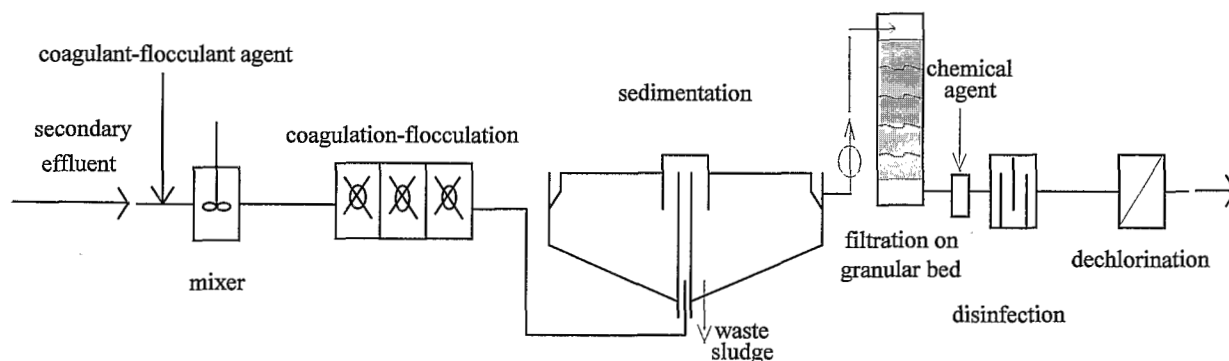 coagulant-flocculant agent
secondary
effluent
mixer
coagulation-flocculation
sedimentation
waste
sludge
chemical
agent
filtration on
granular bed
disinfection
dechlorination